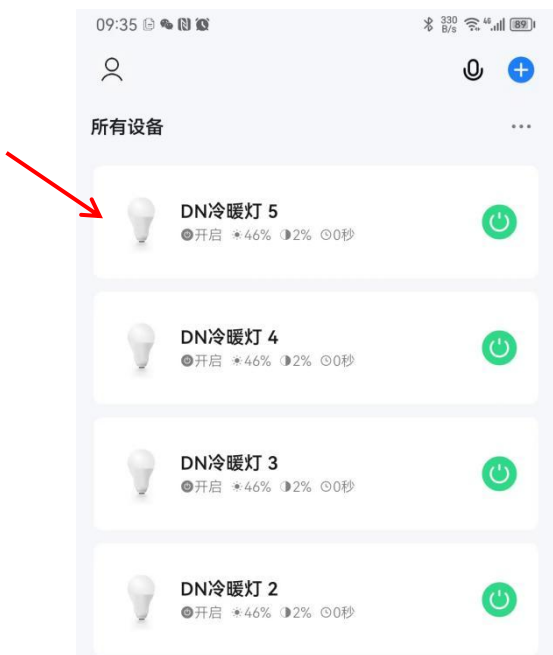 09:35 330 B/s 4G 89
所有设备
DN冷暖灯 5
开启 46% 2% 0秒
DN冷暖灯 4
开启 46% 2% 0秒
DN冷暖灯 3
开启 46% 2% 0秒
DN冷暖灯 2
开启 46% 2% 0秒